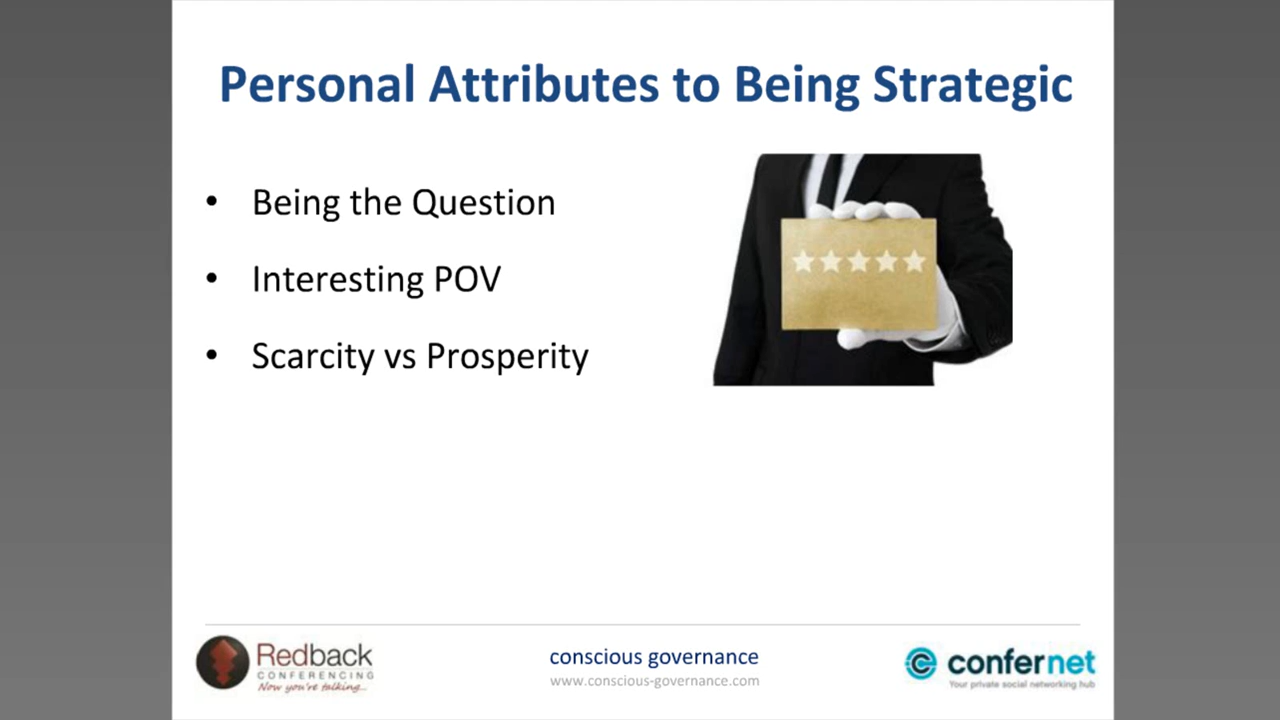 Personal Attributes to Being Strategic
• Being the Question
• Interesting POV
• Scarcity vs Prosperity
Redback
CONFERENCING
Now you're talking...
conscious governance
www.conscious-governance.com
confernet
Your private social networking hub